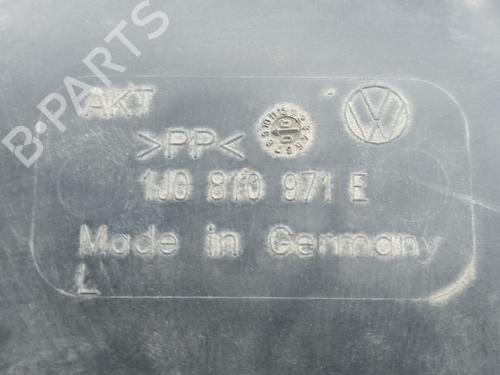 B-PARTS
AKT
>PP<
1J0 810 971 E
Made in Germany
L